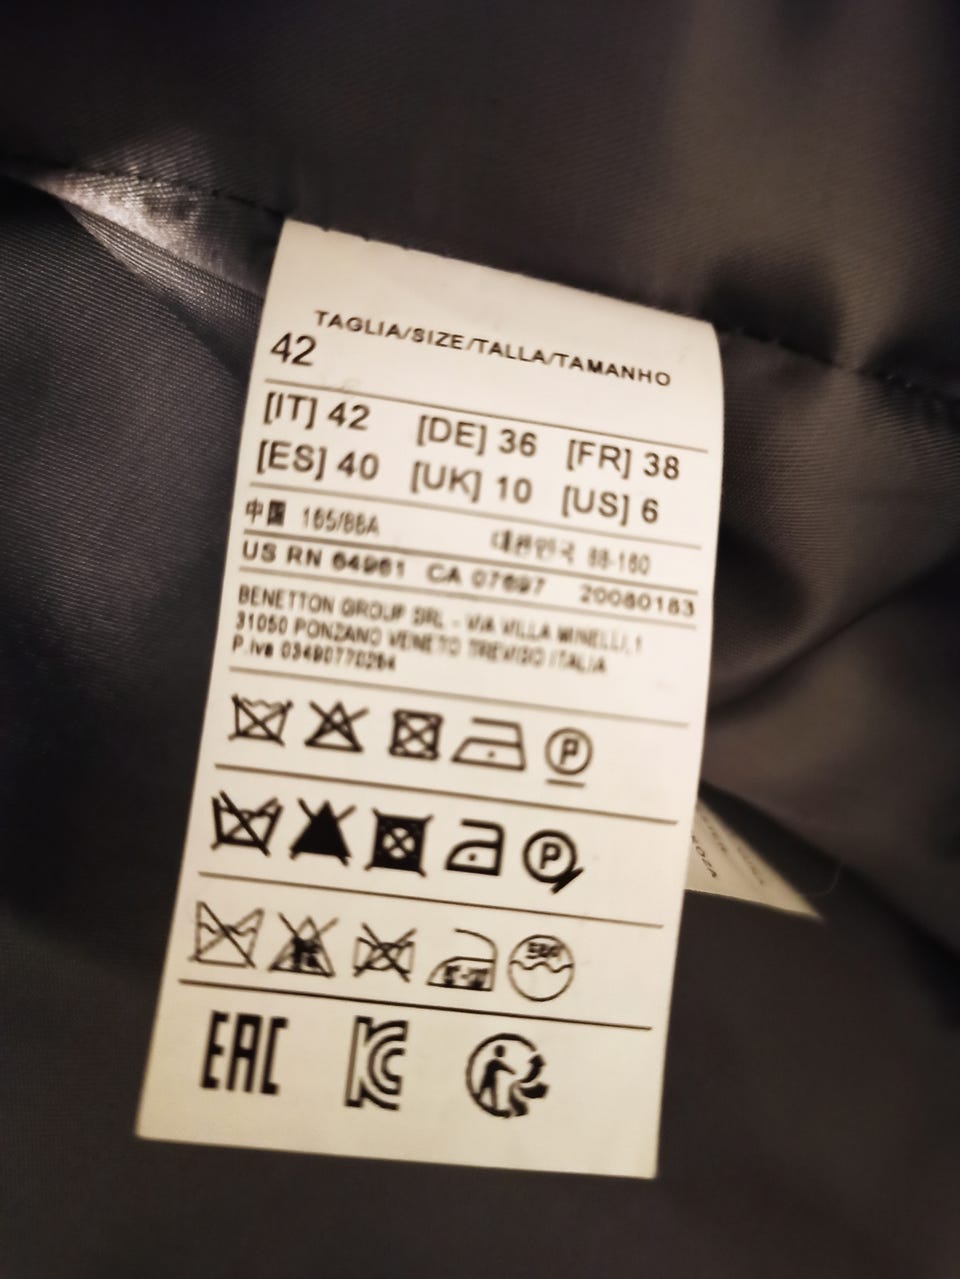 TAGLIA/SIZE/TALLA/TAMANHO
42
[IT] 42 [DE] 36 [FR] 38
[ES] 40 [UK] 10 [US] 6
中国 165/88A 대한민국 88-160
US RN 64961 CA 07697 20080183
BENETTON GROUP SRL - VIA VILLA MINELLI,1
31050 PONZANO VENETO TREVISO ITALIA
P.Iva 03490770264
P
P
EAC KC